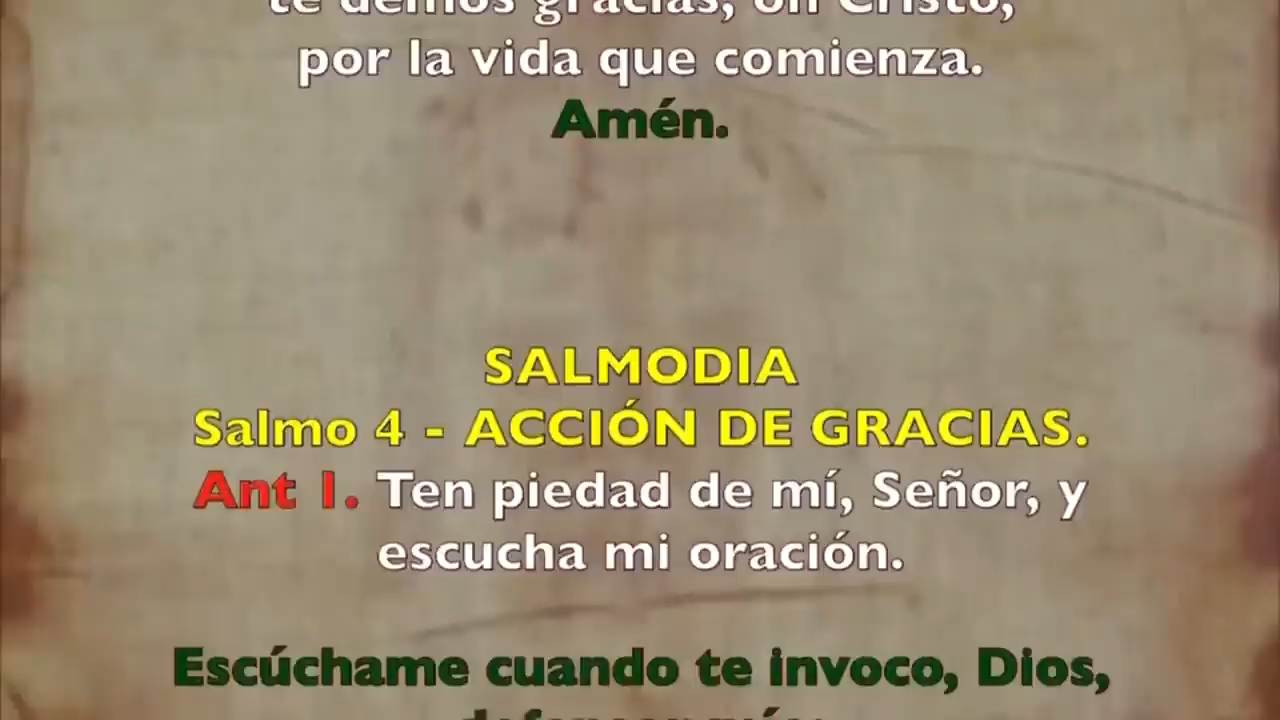 te demos gracias, oh Cristo,
por la vida que comienza.
Amén.
SALMODIA
Salmo 4 - ACCIÓN DE GRACIAS.
Ant 1. Ten piedad de mí, Señor, y
escucha mi oración.
Escúchame cuando te invoco, Dios,